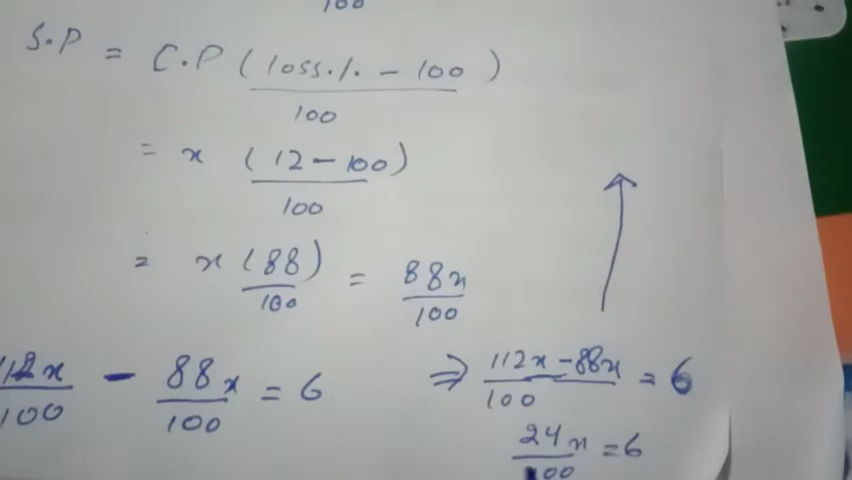 100
S.P = C.P (loss.%. - 100)
100
= x (12 - 100)
100
= x (88) = 88x
100 100
112x - 88x = 6 ⇒ 112x - 88x = 6
100 100 100
24x = 6
100